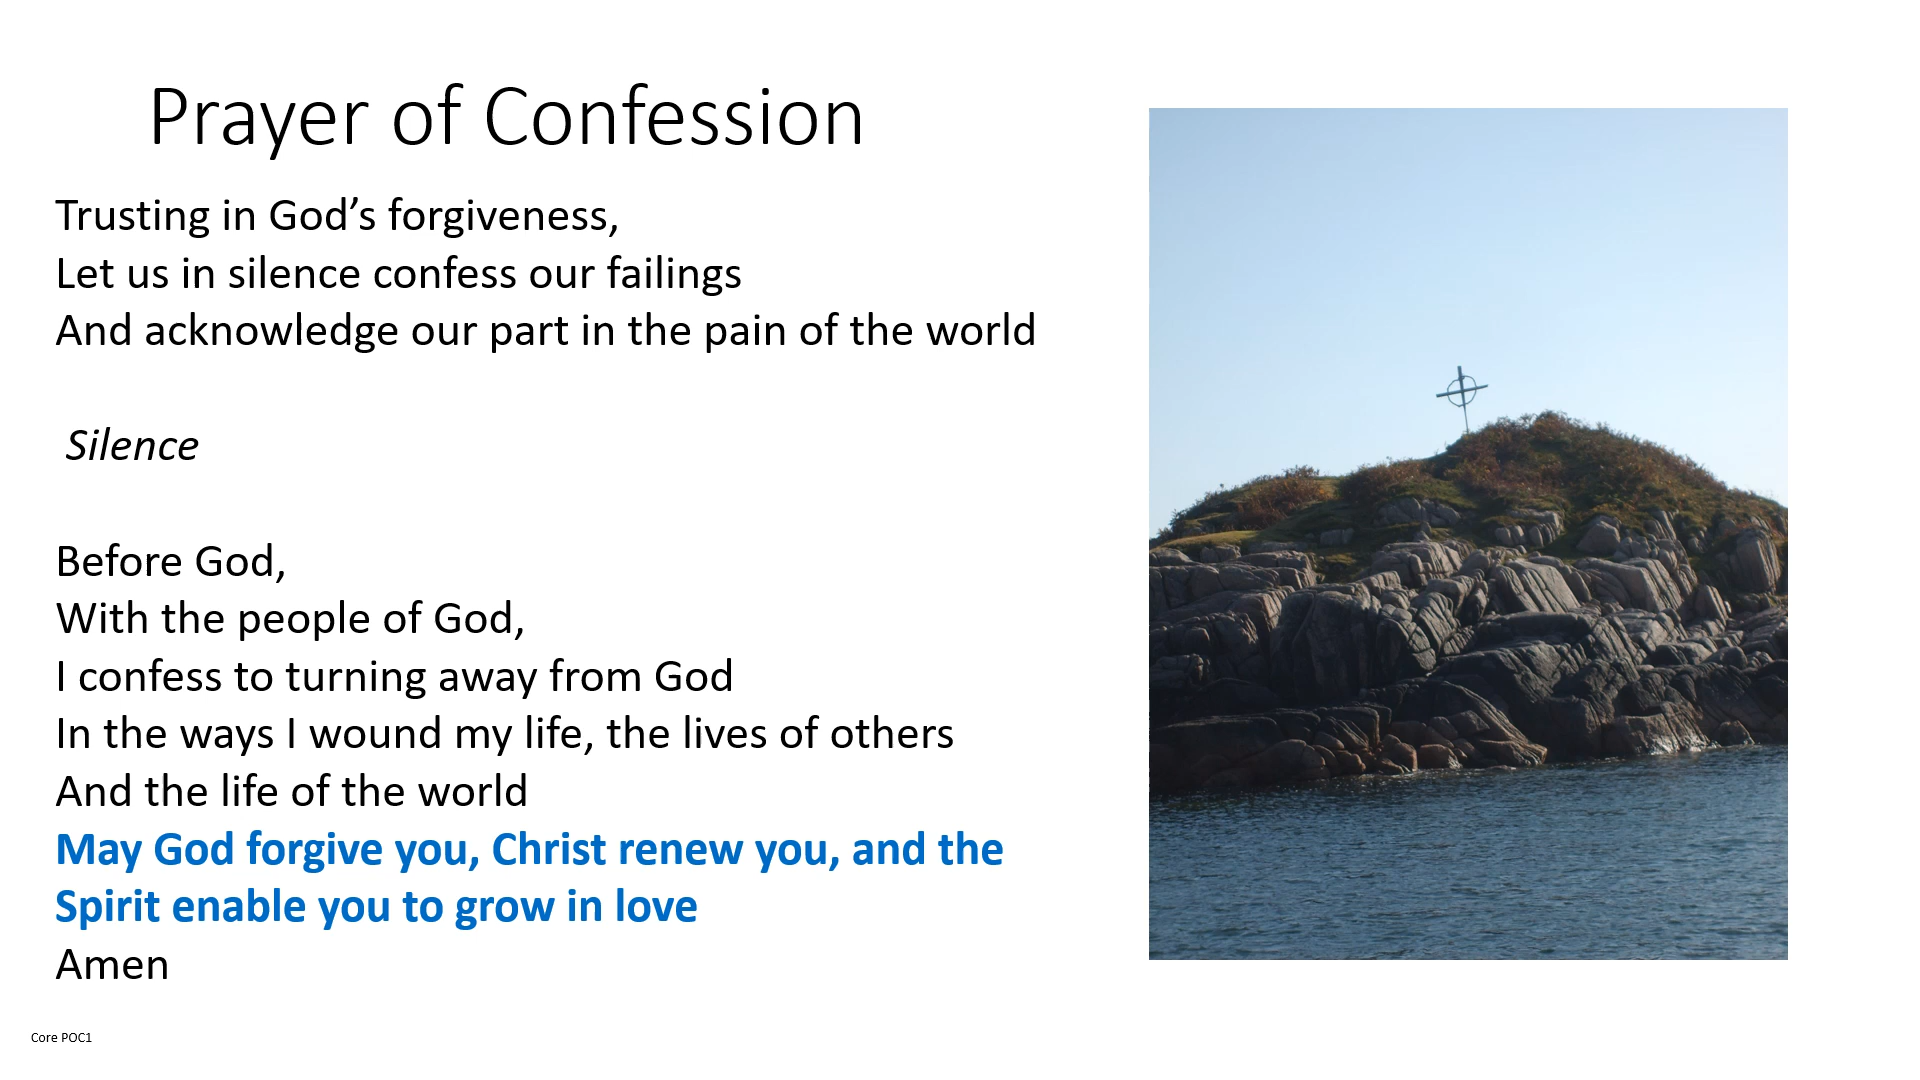 Prayer of Confession
Trusting in God’s forgiveness,
Let us in silence confess our failings
And acknowledge our part in the pain of the world
Silence
Before God,
With the people of God,
I confess to turning away from God
In the ways I wound my life, the lives of others
And the life of the world
May God forgive you, Christ renew you, and the
Spirit enable you to grow in love
Amen
Core POC1